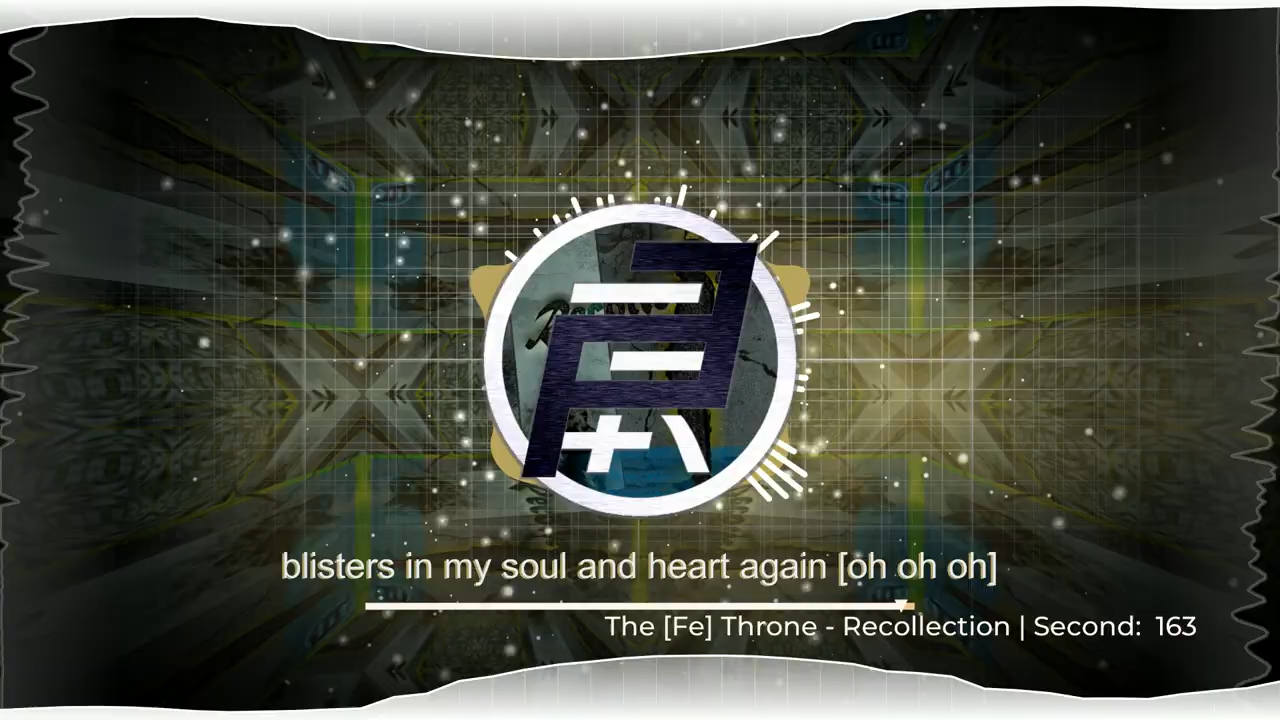 blisters in my soul and heart again [oh oh oh]
The [Fe] Throne - Recollection | Second: 163